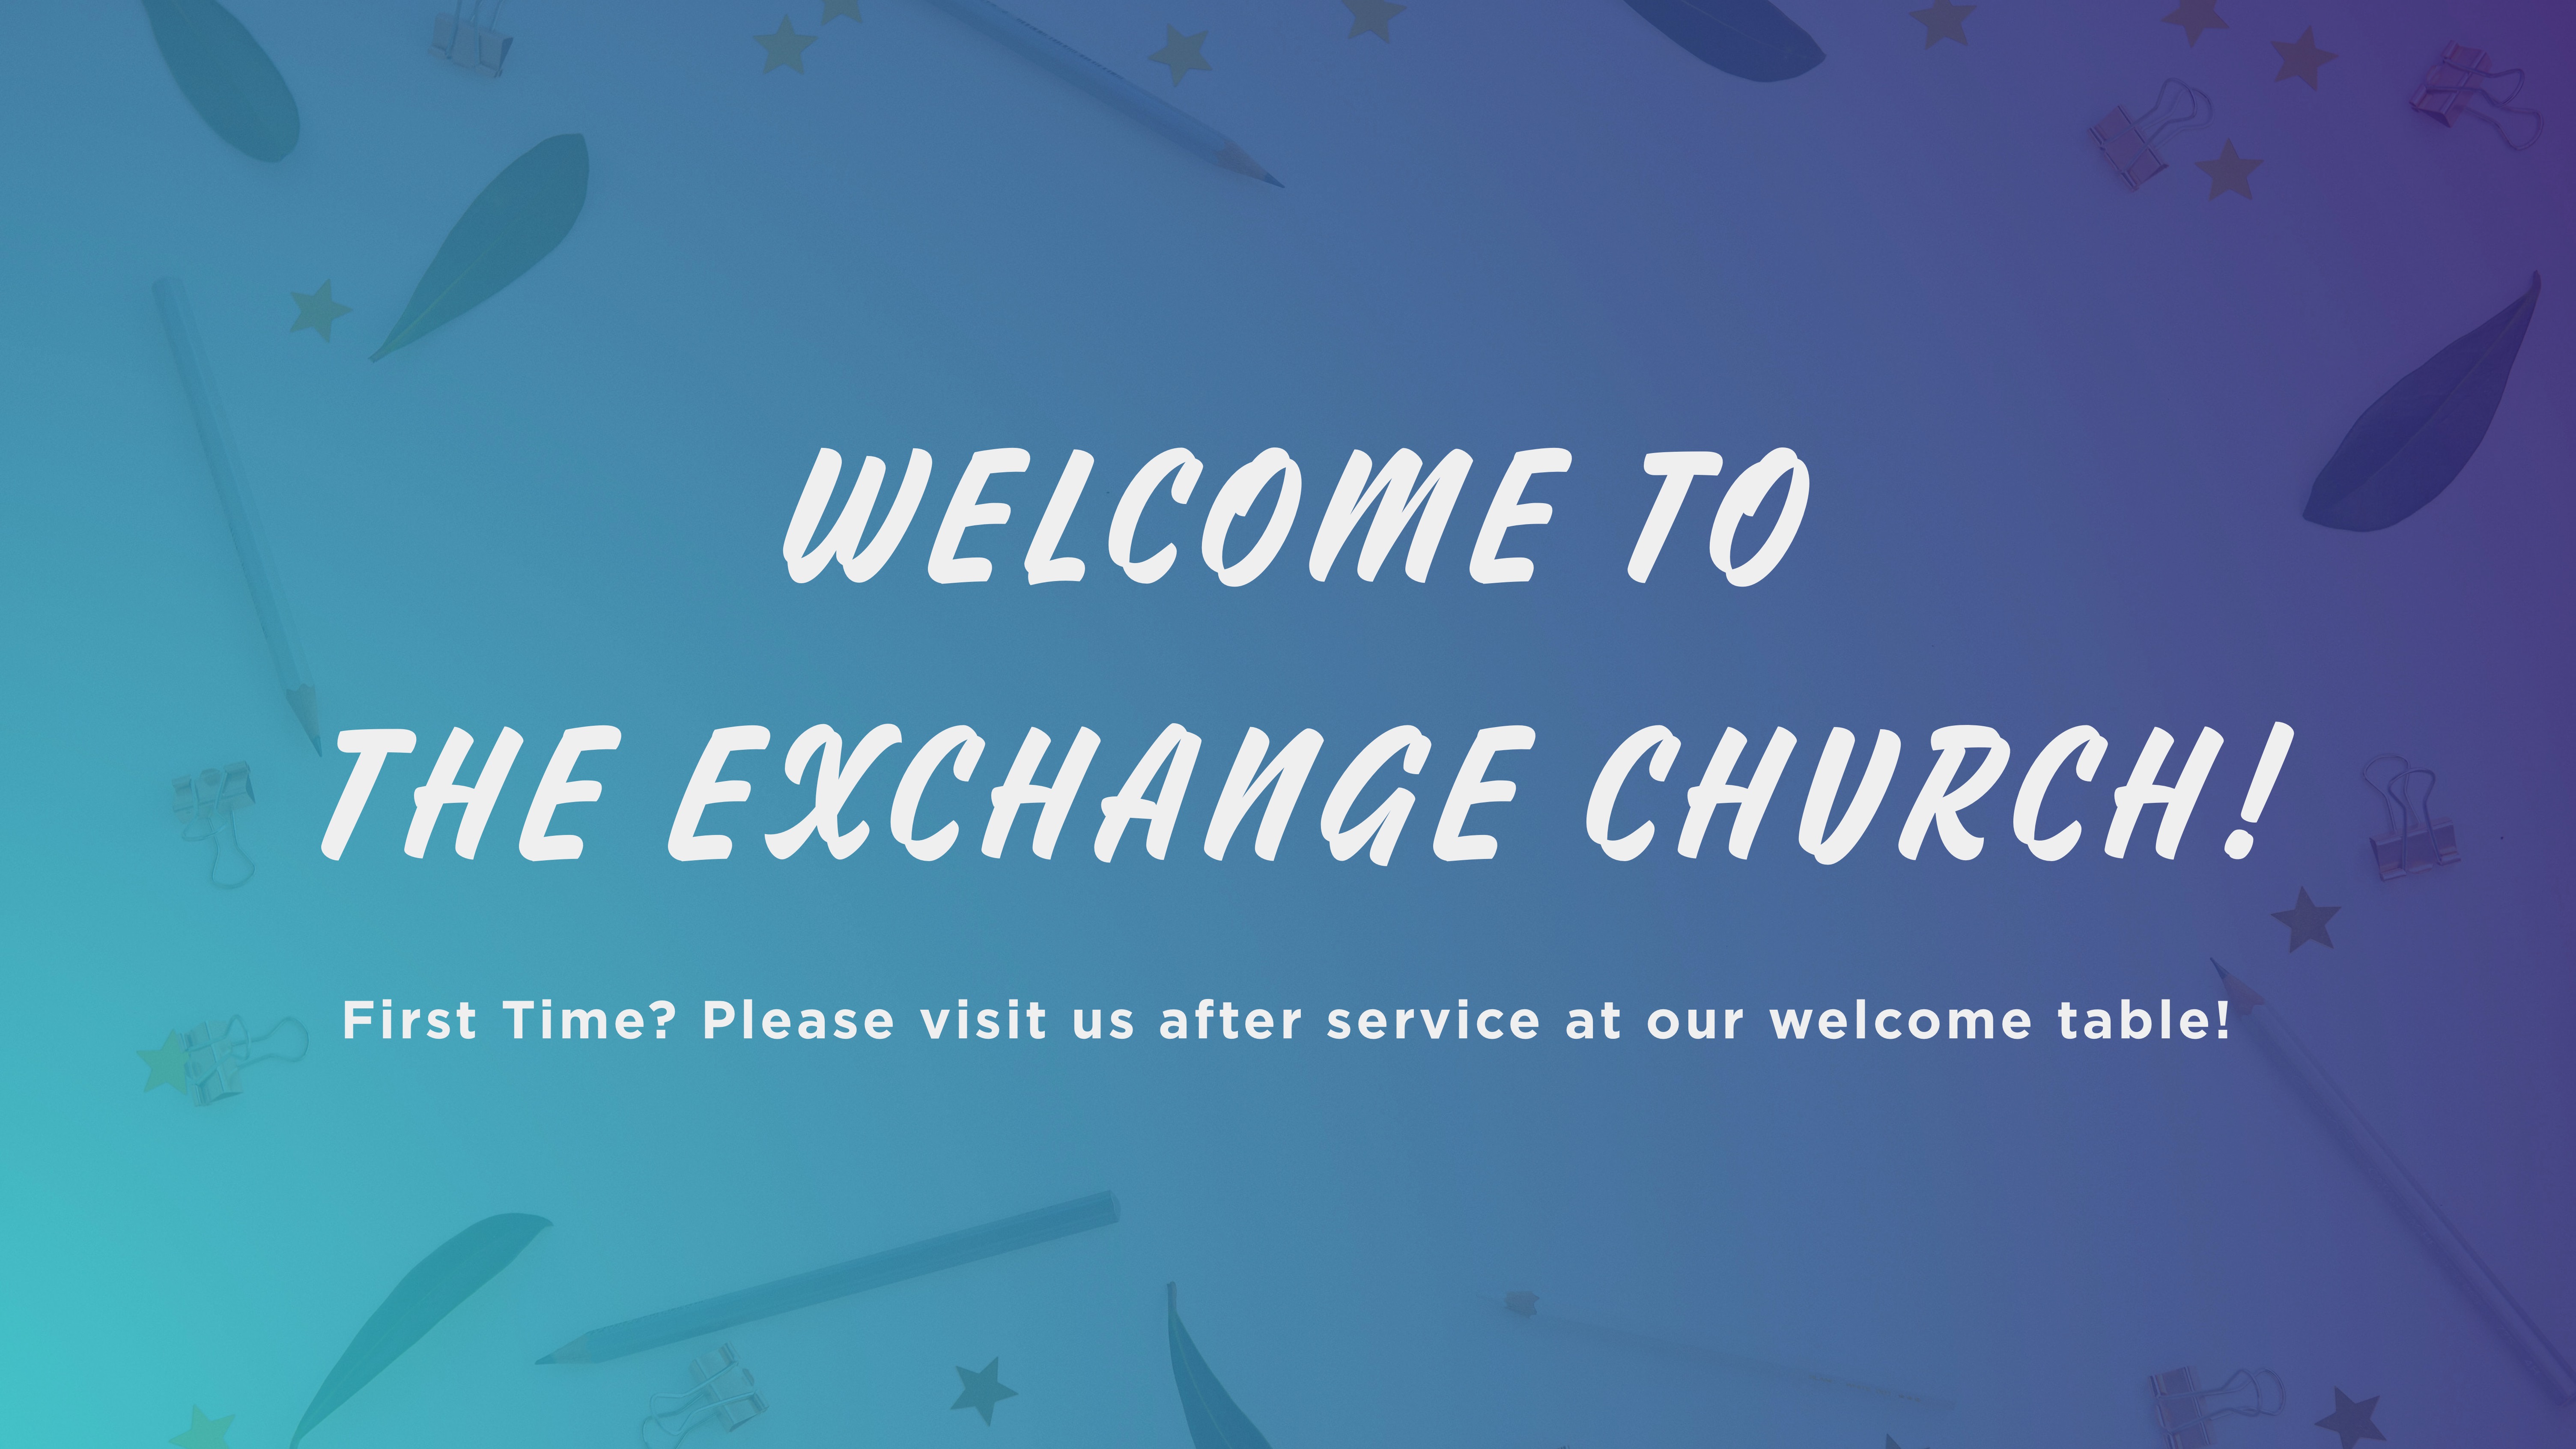 WELCOME TO
THE EXCHANGE CHURCH!
First Time? Please visit us after service at our welcome table!